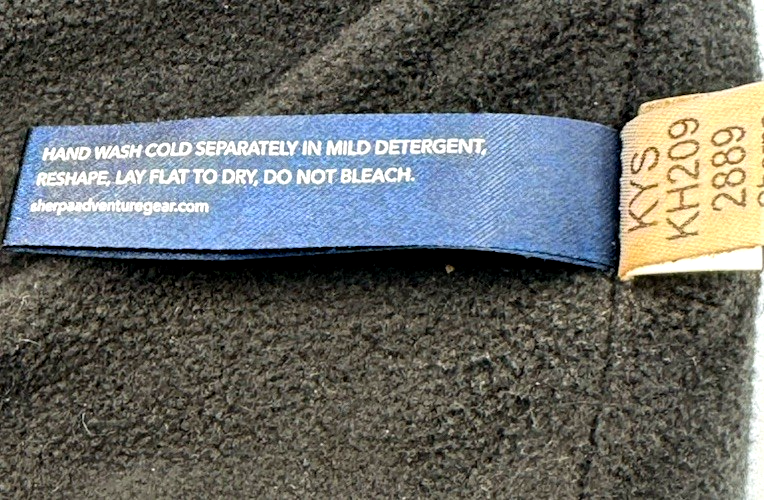 HAND WASH COLD SEPARATELY IN MILD DETERGENT,
RESHAPE, LAY FLAT TO DRY, DO NOT BLEACH.
sherpaadventuregear.com
KYS
KH209
2889